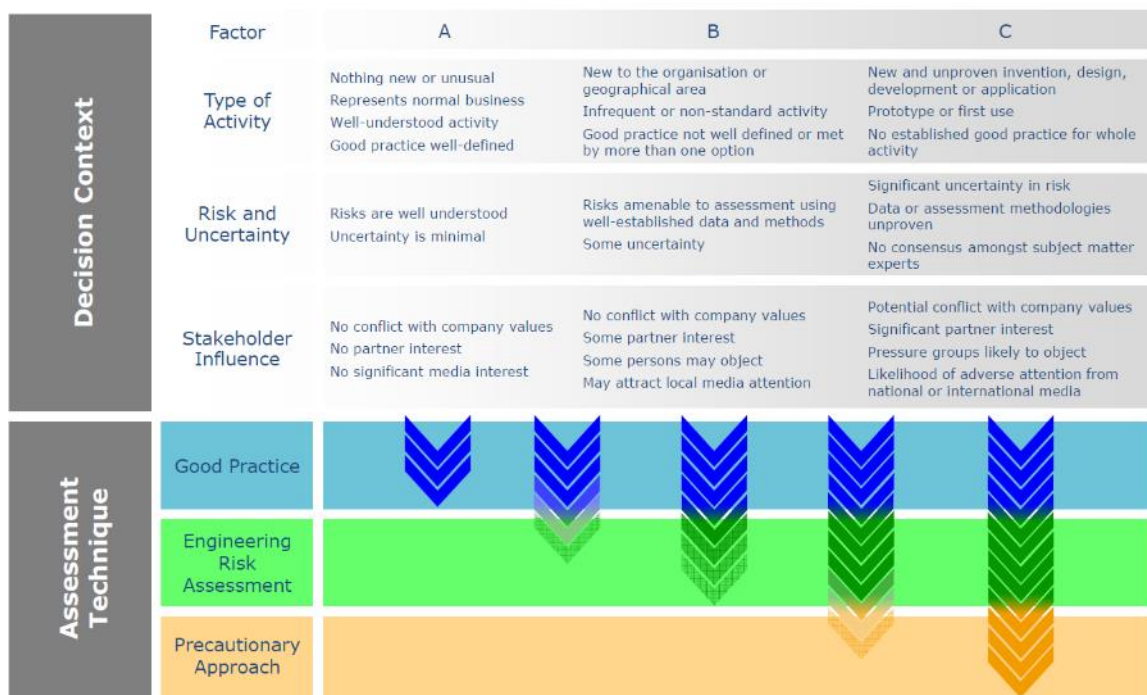 Decision Context
Factor
A
B
C
Type of
Activity
Nothing new or unusual
Represents normal business
Well-understood activity
Good practice well-defined
New to the organisation or
geographical area
Infrequent or non-standard activity
Good practice not well defined or met
by more than one option
New and unproven invention, design,
development or application
Prototype or first use
No established good practice for whole
activity
Risk and
Uncertainty
Risks are well understood
Uncertainty is minimal
Risks amenable to assessment using
well-established data and methods
Some uncertainty
Significant uncertainty in risk
Data or assessment methodologies
unproven
No consensus amongst subject matter
experts
Stakeholder
Influence
No conflict with company values
No partner interest
No significant media interest
No conflict with company values
Some partner interest
Some persons may object
May attract local media attention
Potential conflict with company values
Significant partner interest
Pressure groups likely to object
Likelihood of adverse attention from
national or international media
Assessment
Technique
Good Practice
Engineering
Risk
Assessment
Precautionary
Approach